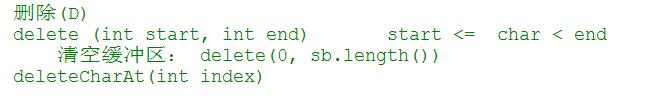 删除(D)
delete (int start, int end)      start <=  char < end
    清空缓冲区： delete(0, sb.length())
deleteCharAt(int index)